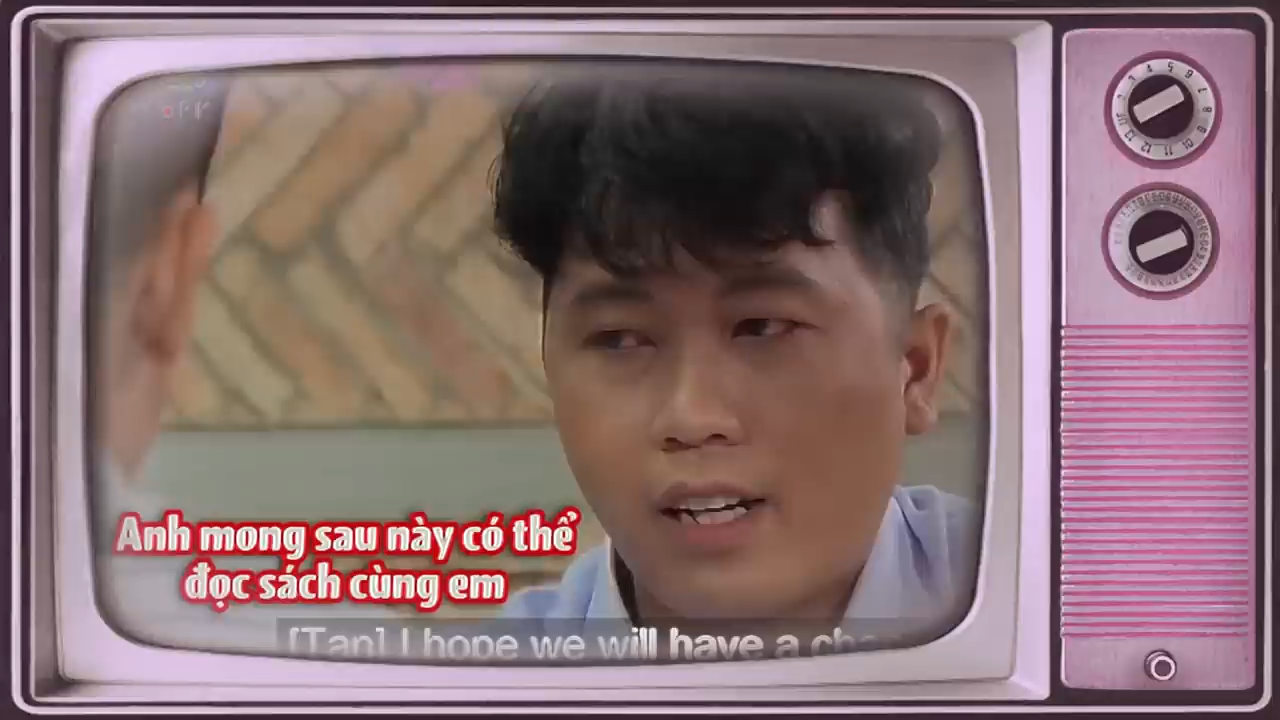 Anh mong sau này có thể
đọc sách cùng em
[Tan] I hope we will have a